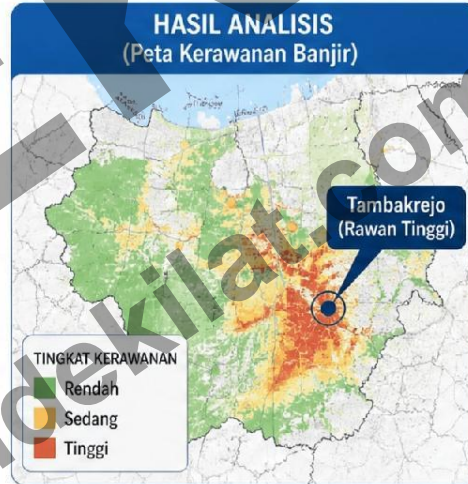 HASIL ANALISIS
(Peta Kerawanan Banjir)
Tambakrejo
(Rawan Tinggi)
TINGKAT KERAWANAN
Rendah
Sedang
Tinggi